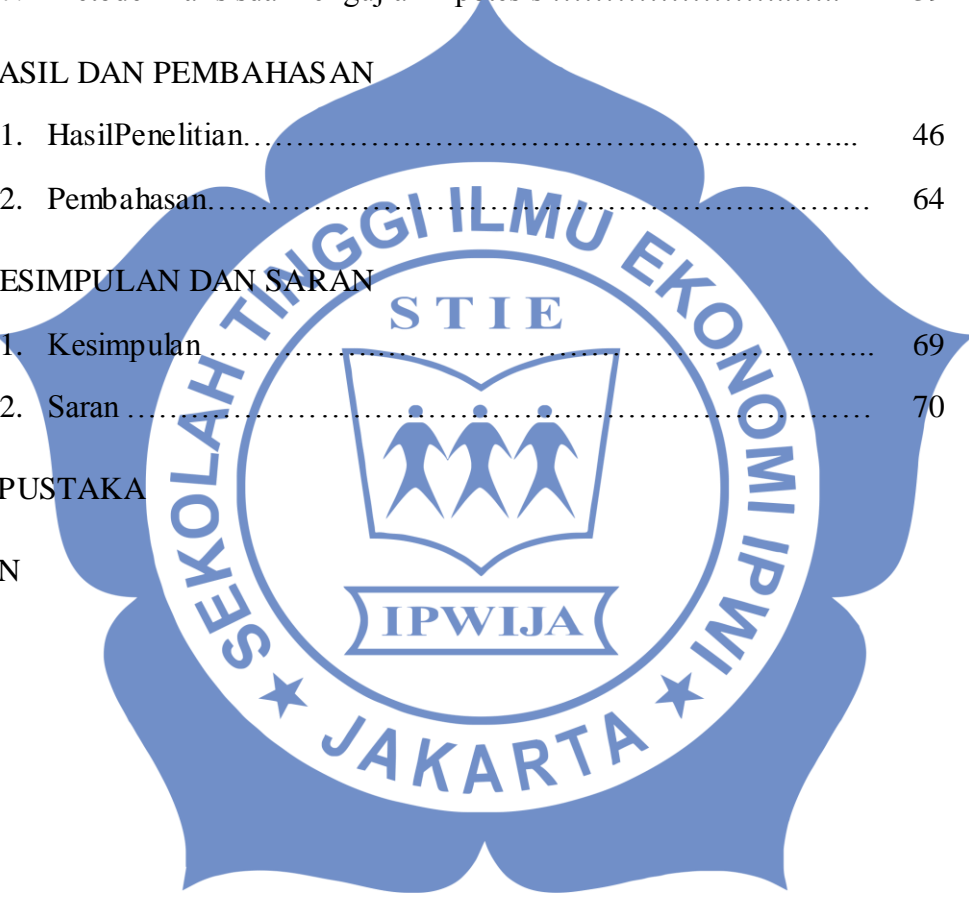 ASIL DAN PEMBAHASAN
1. HasilPenelitian…………………………………………..……... 46
2. Pembahasan…………..…………………………………………… 64
ESIMPULAN DAN SARAN
1. Kesimpulan ……………..………………………………………….. 69
2. Saran ……………………………………………………………… 70
PUSTAKA
N
SEKOLAH TINGGI ILMU EKONOMI IPWI
STIE
IPWIJA
★ JAKARTA ★